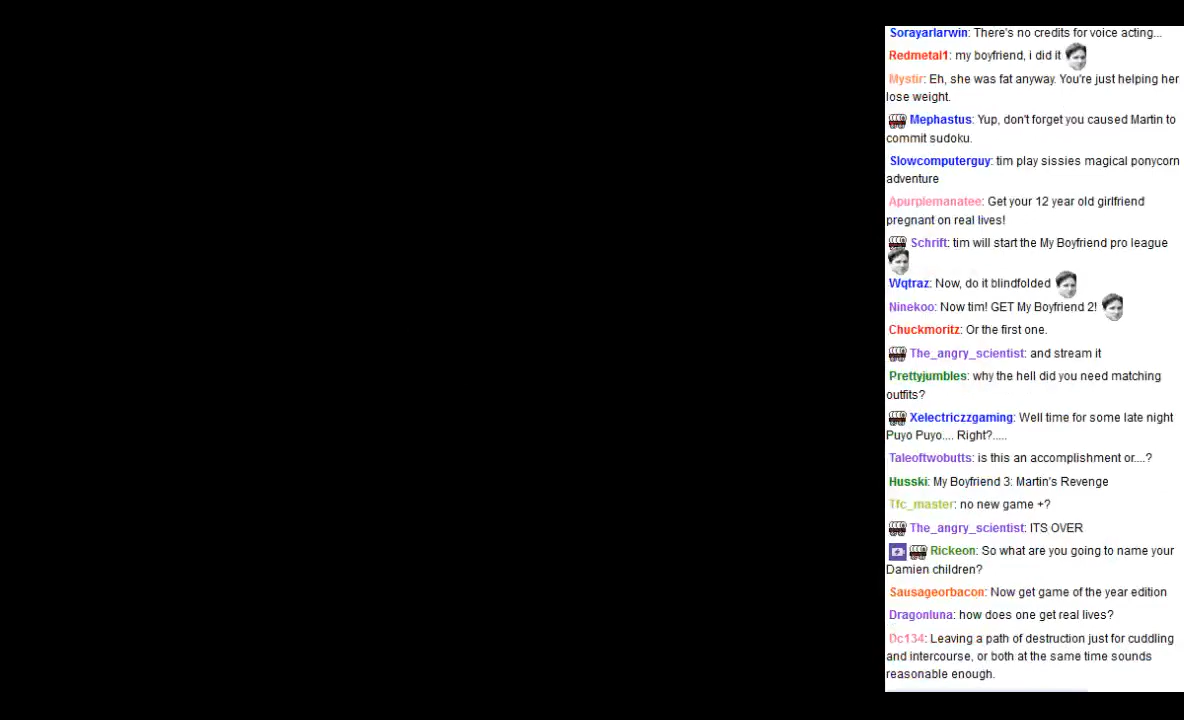 Sorayarlarwin: There's no credits for voice acting...
Redmetal1: my boyfriend, i did it
Mystir: Eh, she was fat anyway. You're just helping her
lose weight.
Mephastus: Yup, don't forget you caused Martin to
commit sudoku.
Slowcomputerguy: tim play sissies magical ponycorn
adventure
Apurplemanatee: Get your 12 year old girlfriend
pregnant on real lives!
Schrift: tim will start the My Boyfriend pro league
Wqtraz: Now, do it blindfolded
Ninekoo: Now tim! GET My Boyfriend 2!
Chuckmoritz: Or the first one.
The_angry_scientist: and stream it
Prettyjumbles: why the hell did you need matching
outfits?
Xelectriczzgaming: Well time for some late night
Puyo Puyo.... Right?.....
Taleoftwobutts: is this an accomplishment or....?
Husski: My Boyfriend 3: Martin's Revenge
Tfc_master: no new game +?
The_angry_scientist: ITS OVER
Rickeon: So what are you going to name your
Damien children?
Sausageorbacon: Now get game of the year edition
Dragonluna: how does one get real lives?
Dc134: Leaving a path of destruction just for cuddling
and intercourse, or both at the same time sounds
reasonable enough.